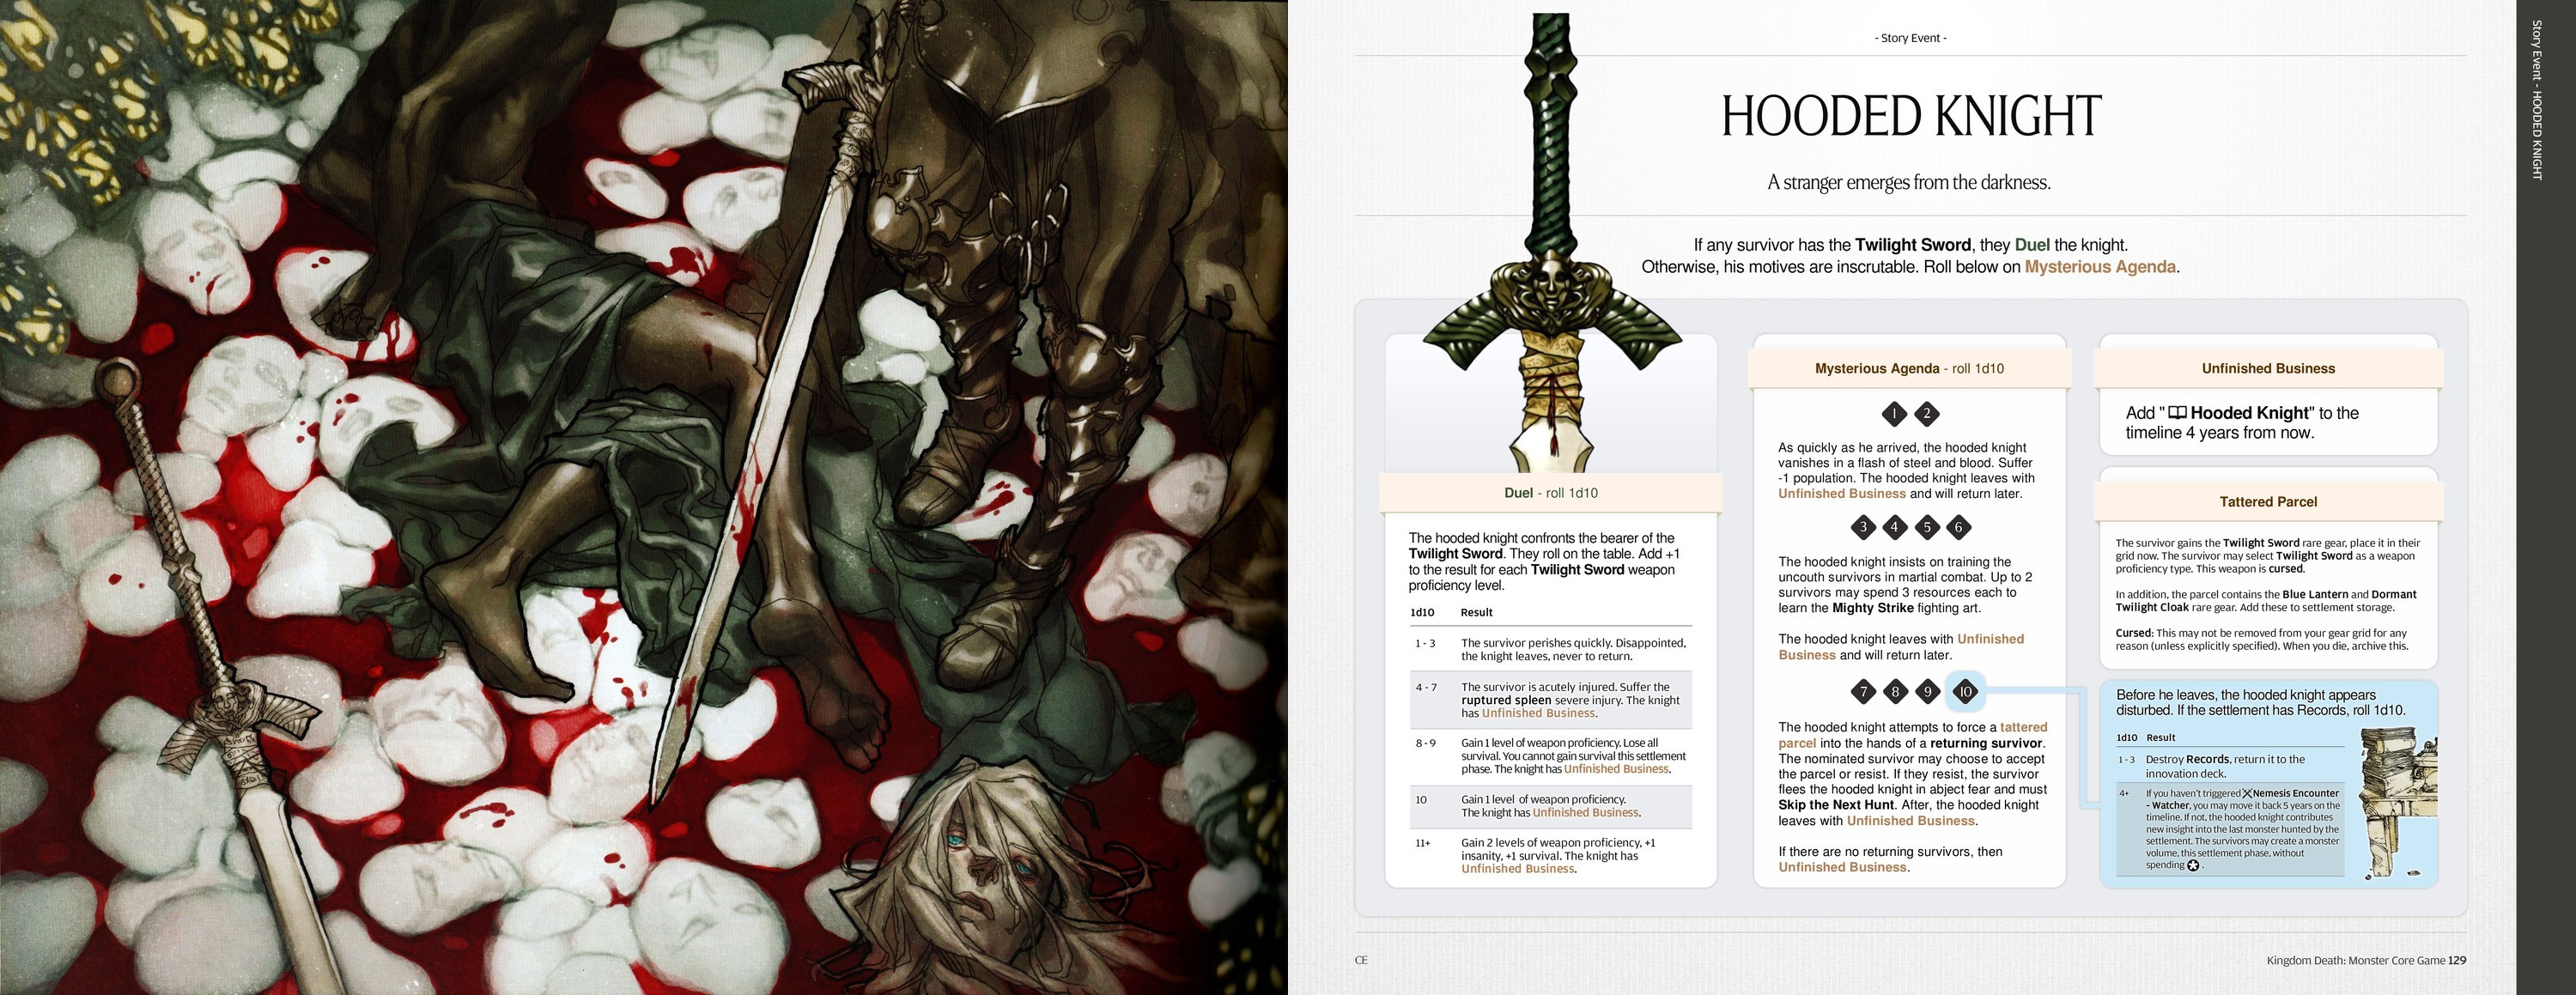 - Story Event -
HOODED KNIGHT
A stranger emerges from the darkness.
If any survivor has the Twilight Sword, they Duel the knight.
Otherwise, his motives are inscrutable. Roll below on Mysterious Agenda.
Duel - roll 1d10
The hooded knight confronts the bearer of the
Twilight Sword. They roll on the table. Add +1
to the result for each Twilight Sword weapon
proficiency level.
1d10 Result
1 - 3 The survivor perishes quickly. Disappointed,
the knight leaves, never to return.
4 - 7 The survivor is acutely injured. Suffer the
ruptured spleen severe injury. The knight
has Unfinished Business.
8 - 9 Gain 1 level of weapon proficiency. Lose all
survival. You cannot gain survival this settlement
phase. The knight has Unfinished Business.
10 Gain 1 level of weapon proficiency.
The knight has Unfinished Business.
11+ Gain 2 levels of weapon proficiency, +1
insanity, +1 survival. The knight has
Unfinished Business.
Mysterious Agenda - roll 1d10
1 2
As quickly as he arrived, the hooded knight
vanishes in a flash of steel and blood. Suffer
-1 population. The hooded knight leaves with
Unfinished Business and will return later.
3 4 5 6
The hooded knight insists on training the
uncouth survivors in martial combat. Up to 2
survivors may spend 3 resources each to
learn the Mighty Strike fighting art.
The hooded knight leaves with Unfinished
Business and will return later.
7 8 9 10
The hooded knight attempts to force a tattered
parcel into the hands of a returning survivor.
The nominated survivor may choose to accept
the parcel or resist. If they resist, the survivor
flees the hooded knight in abject fear and must
Skip the Next Hunt. After, the hooded knight
leaves with Unfinished Business.
If there are no returning survivors, then
Unfinished Business.
Unfinished Business
Add " Hooded Knight" to the
timeline 4 years from now.
Tattered Parcel
The survivor gains the Twilight Sword rare gear, place it in their
grid now. The survivor may select Twilight Sword as a weapon
proficiency type. This weapon is cursed.
In addition, the parcel contains the Blue Lantern and Dormant
Twilight Cloak rare gear. Add these to settlement storage.
Cursed: This may not be removed from your gear grid for any
reason (unless explicitly specified). When you die, archive this.
Before he leaves, the hooded knight appears
disturbed. If the settlement has Records, roll 1d10.
1d10 Result
1 - 3 Destroy Records, return it to the
innovation deck.
4+ If you haven't triggered Nemesis Encounter
- Watcher, you may move it back 5 years on the
timeline. If not, the hooded knight contributes
new insight into the last monster hunted by the
settlement. The survivors may create a monster
volume, this settlement phase, without
spending .
CE
Kingdom Death: Monster Core Game 129
Story Event - HOODED KNIGHT